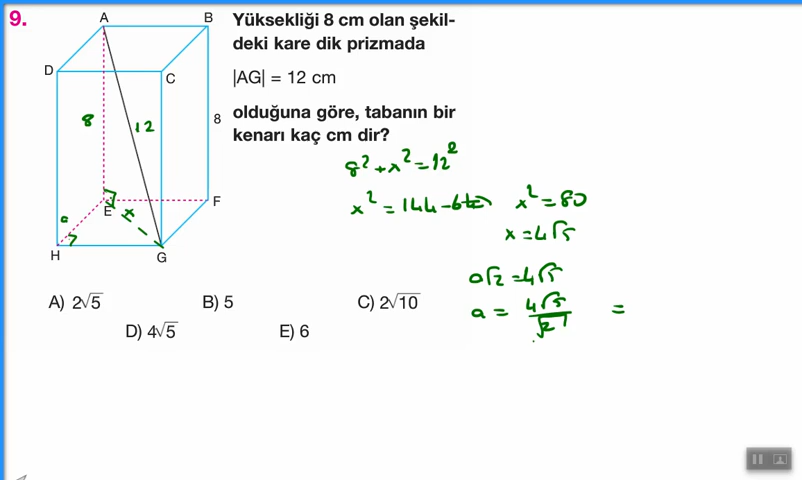 9.
Yüksekliği 8 cm olan şekil-
deki kare dik prizmada
|AG| = 12 cm
olduğuna göre, tabanın bir
kenarı kaç cm dir?
A
B
D
C
8
12
8
E
F
x
a
H
G
8² + x² = 12²
x² = 144 - 64
x² = 80
x = 4√5
a√2 = 4√5
a = 4√5/√2 =
A) 2√5
B) 5
C) 2√10
D) 4√5
E) 6